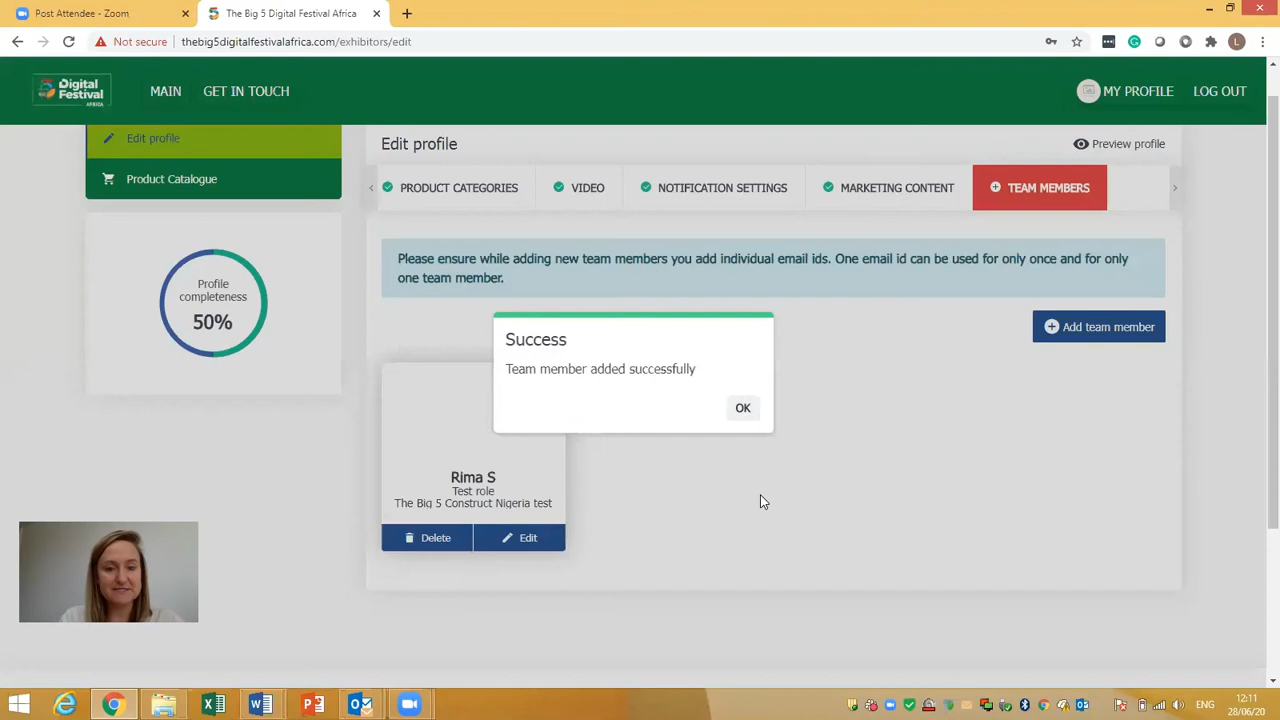 Post Attendee - Zoom
The Big 5 Digital Festival Africa
Not secure
thebig5digitalfestivalafrica.com/exhibitors/edit
L
5 Digital
Festival
AFRICA
MAIN
GET IN TOUCH
MY PROFILE
LOG OUT
Edit profile
Product Catalogue
Profile
completeness
50%
Edit profile
Preview profile
PRODUCT CATEGORIES
VIDEO
NOTIFICATION SETTINGS
MARKETING CONTENT
TEAM MEMBERS
Please ensure while adding new team members you add individual email ids. One email id can be used for only once and for only
one team member.
Add team member
Success
Team member added successfully
OK
Rima S
Test role
The Big 5 Construct Nigeria test
Delete
Edit
ENG
12:11
28/06/20